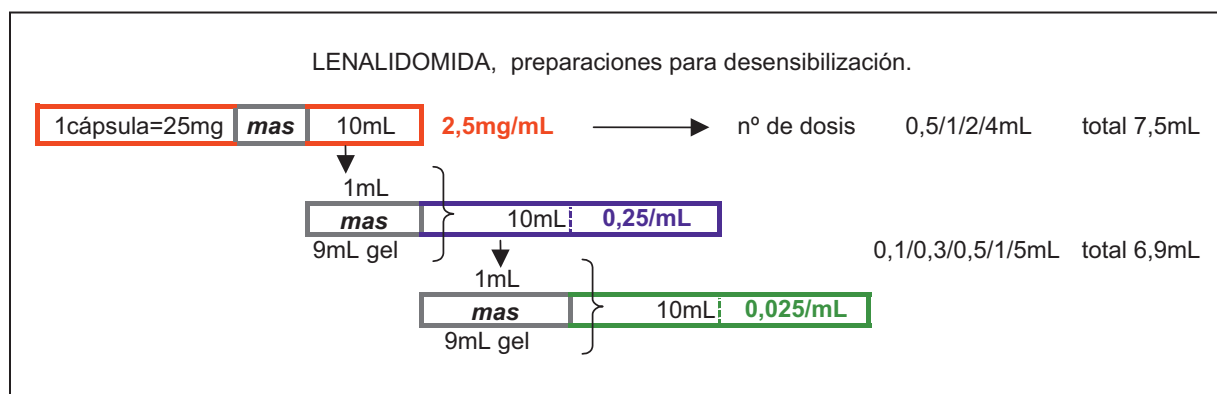 LENALIDOMIDA, preparaciones para desensibilización.
1cápsula=25mg mas 10mL 2,5mg/mL nº de dosis 0,5/1/2/4mL total 7,5mL
1mL
mas 10mL 0,25/mL
9mL gel 0,1/0,3/0,5/1/5mL total 6,9mL
1mL
mas 10mL 0,025/mL
9mL gel